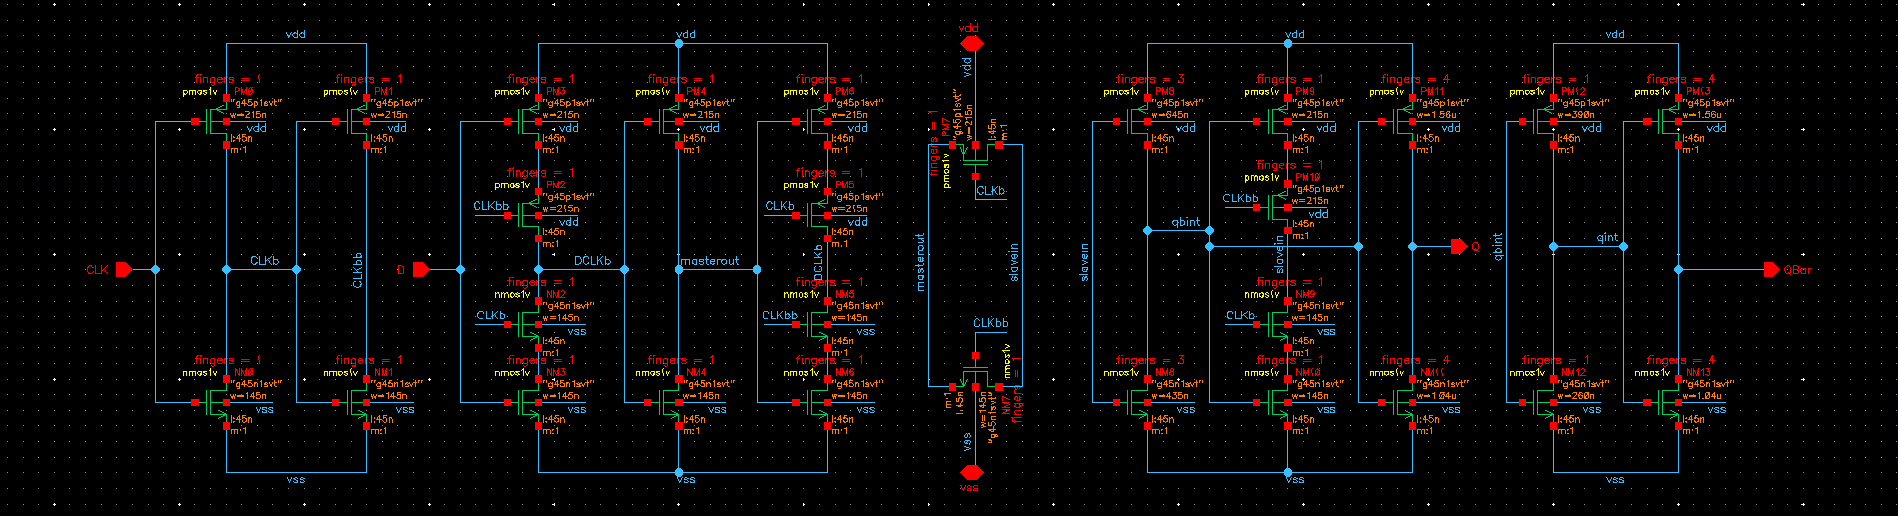 vdd
vdd
vdd
vdd
vdd
fingers = 1
pmos1v
PM0
"g45p1svt"
w=215n
vdd
l:45n
m:1
fingers = 1
pmos1v
PM1
"g45p1svt"
w=215n
vdd
l:45n
m:1
fingers = 1
pmos1v
PM3
"g45p1svt"
w=215n
vdd
l:45n
m:1
fingers = 1
pmos1v
PM4
"g45p1svt"
w=215n
vdd
l:45n
m:1
fingers = 1
pmos1v
PM6
"g45p1svt"
w=215n
vdd
l:45n
m:1
vdd
fingers = 1
pmos1v
PM7
"g45p1svt"
w=215n
l:45n
m:1
CLKb
fingers = 3
pmos1v
PM8
"g45p1svt"
w=645n
vdd
l:45n
m:1
fingers = 1
pmos1v
PM9
"g45p1svt"
w=215n
vdd
l:45n
m:1
fingers = 4
pmos1v
PM11
"g45p1svt"
w=1.56u
vdd
l:45n
m:1
fingers = 1
pmos1v
PM12
"g45p1svt"
w=390n
vdd
l:45n
m:1
fingers = 4
pmos1v
PM13
"g45p1svt"
w=1.56u
vdd
l:45n
m:1
fingers = 1
pmos1v
PM2
"g45p1svt"
CLKbb
w=215n
vdd
l:45n
m:1
fingers = 1
pmos1v
PM5
"g45p1svt"
CLKb
w=215n
vdd
l:45n
m:1
fingers = 1
pmos1v
PM10
"g45p1svt"
CLKbb
w=215n
vdd
l:45n
m:1
CLK
CLKb
CLKbb
D
DCLKb
masterout
DCLKb
masterout
slavein
slavein
qbint
slavein
Q
qbint
qint
QBar
fingers = 1
nmos1v
NM2
"g45n1svt"
CLKb
w=145n
vss
l:45n
m:1
fingers = 1
nmos1v
NM5
"g45n1svt"
CLKbb
w=145n
vss
l:45n
m:1
CLKbb
fingers = 1
nmos1v
NM9
"g45n1svt"
CLKb
w=145n
vss
l:45n
m:1
fingers = 1
nmos1v
NM0
"g45n1svt"
w=145n
vss
l:45n
m:1
fingers = 1
nmos1v
NM1
"g45n1svt"
w=145n
vss
l:45n
m:1
fingers = 1
nmos1v
NM3
"g45n1svt"
w=145n
vss
l:45n
m:1
fingers = 1
nmos1v
NM4
"g45n1svt"
w=145n
vss
l:45n
m:1
fingers = 1
nmos1v
NM6
"g45n1svt"
w=145n
vss
l:45n
m:1
nmos1v
fingers = 1
NM7
"g45n1svt"
w=145n
l:45n
m:1
vss
fingers = 3
nmos1v
NM8
"g45n1svt"
w=435n
vss
l:45n
m:1
fingers = 1
nmos1v
NM10
"g45n1svt"
w=145n
vss
l:45n
m:1
fingers = 4
nmos1v
NM11
"g45n1svt"
w=1.04u
vss
l:45n
m:1
fingers = 1
nmos1v
NM12
"g45n1svt"
w=260n
vss
l:45n
m:1
fingers = 4
nmos1v
NM13
"g45n1svt"
w=1.04u
vss
l:45n
m:1
vss
vss
vss
vss
vss